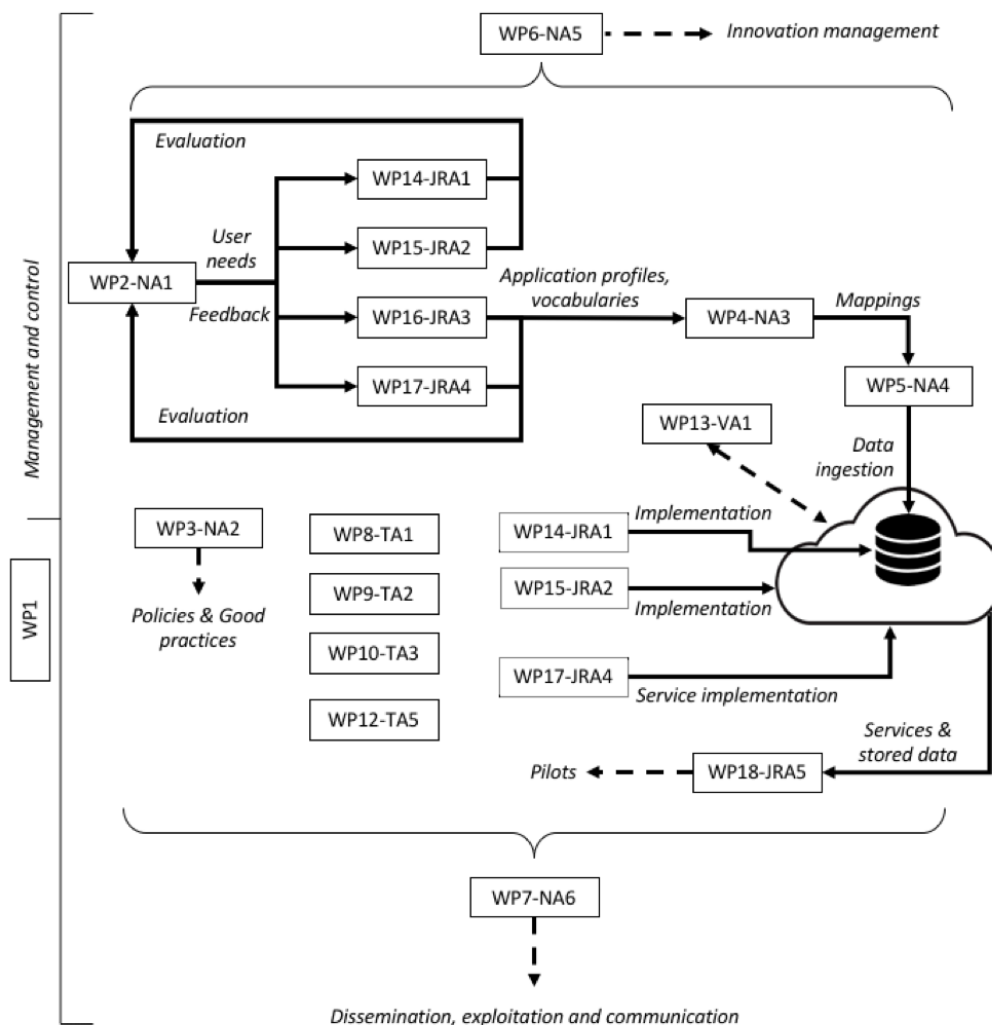 WP6-NA5
Innovation management
Evaluation
WP14-JRA1
User
needs
WP15-JRA2
WP2-NA1
Feedback
WP16-JRA3
Application profiles,
vocabularies
WP4-NA3
Mappings
WP17-JRA4
WP5-NA4
Evaluation
WP13-VA1
Data
ingestion
Management and control
WP1
WP3-NA2
Policies & Good
practices
WP8-TA1
WP9-TA2
WP10-TA3
WP12-TA5
WP14-JRA1
Implementation
WP15-JRA2
Implementation
WP17-JRA4
Service implementation
Services &
stored data
Pilots
WP18-JRA5
WP7-NA6
Dissemination, exploitation and communication